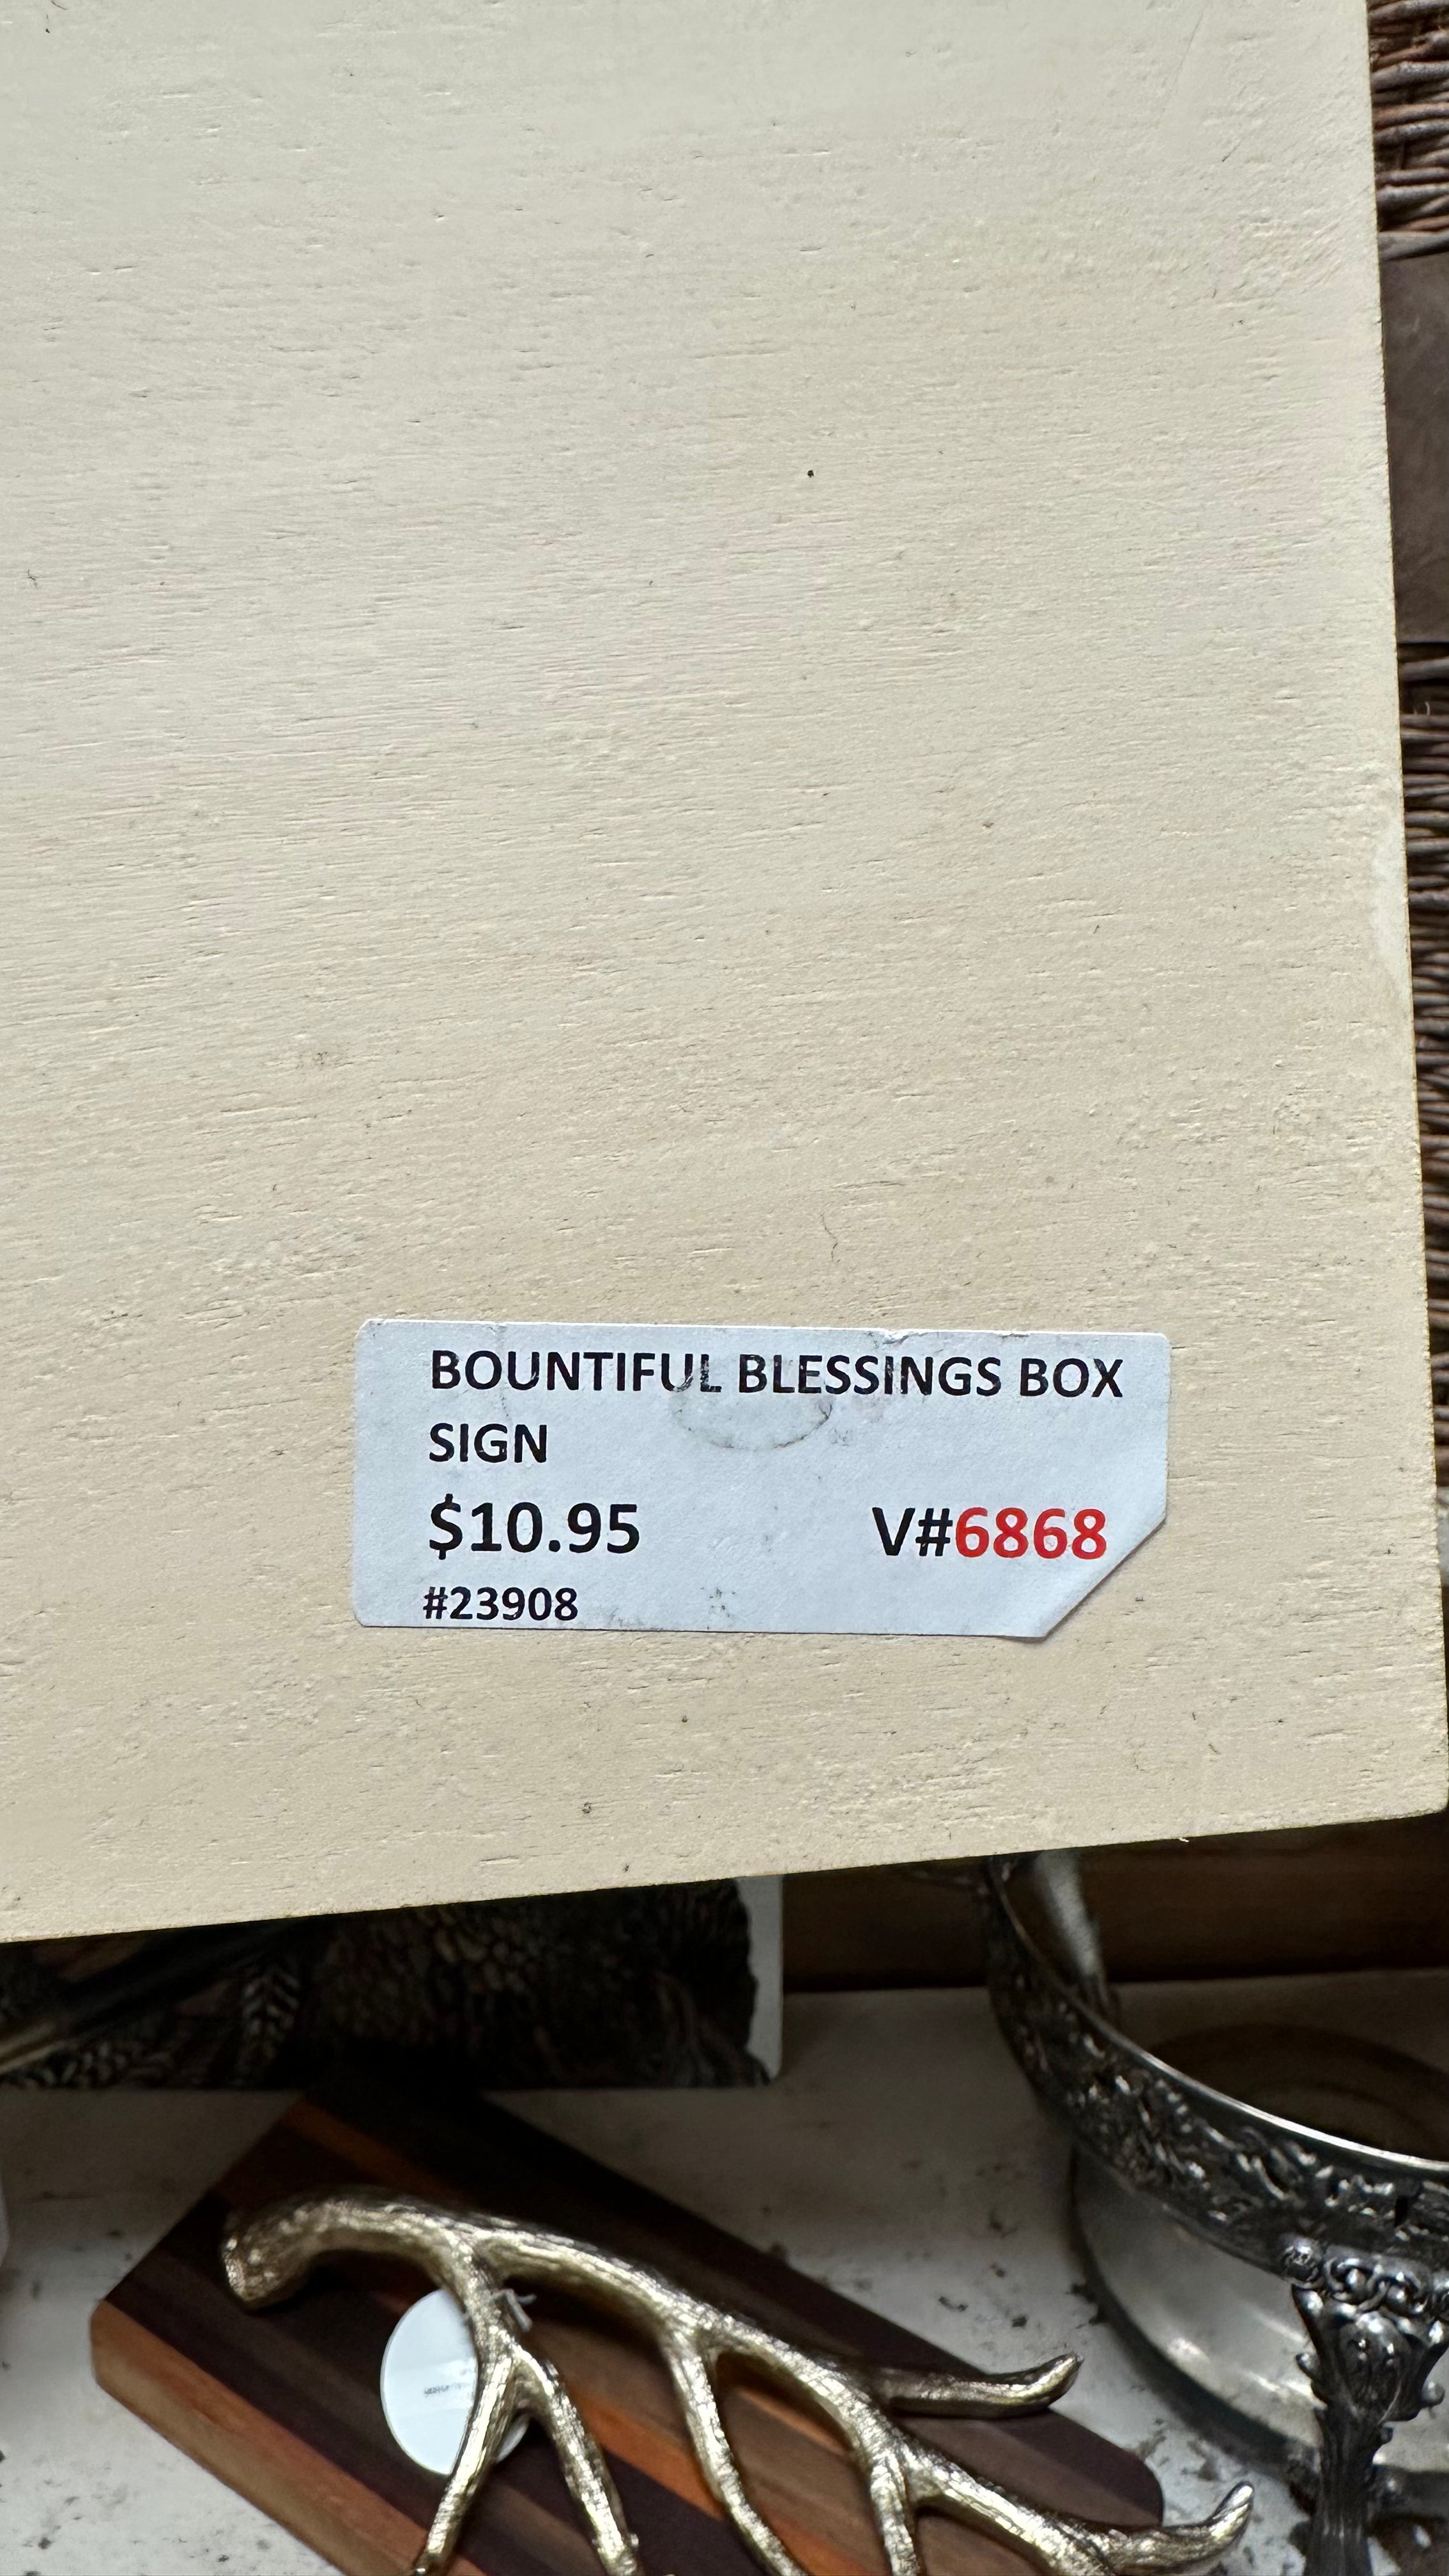 BOUNTIFUL BLESSINGS BOX
SIGN
$10.95 V#6868
#23908